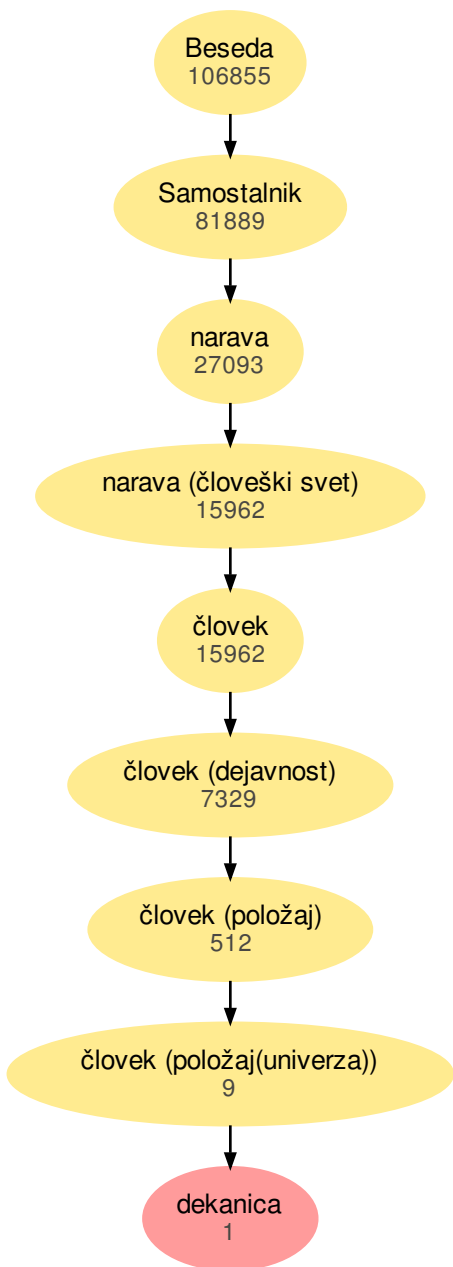 Beseda
106855
Samostalnik
81889
narava
27093
narava (človeški svet)
15962
človek
15962
človek (dejavnost)
7329
človek (položaj)
512
človek (položaj(univerza))
9
dekanica
1